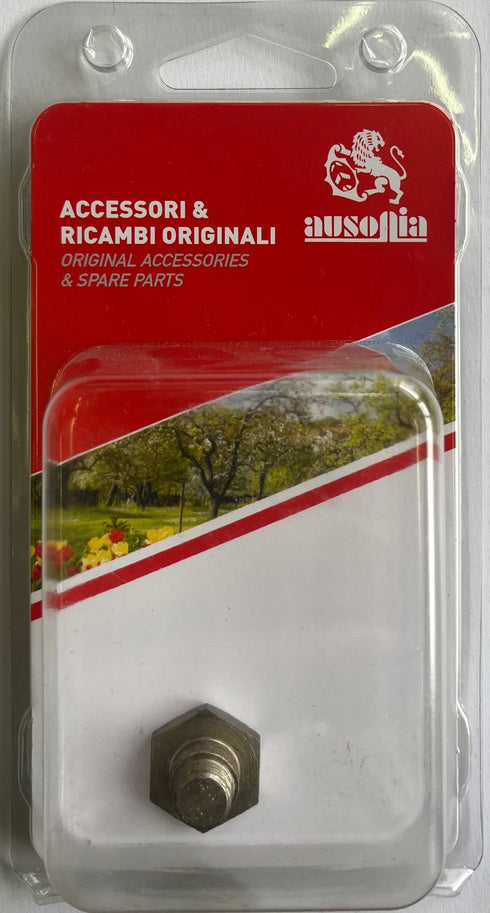 ACCESSORI &
RICAMBI ORIGINALI
ORIGINAL ACCESSORIES
& SPARE PARTS
ausonia